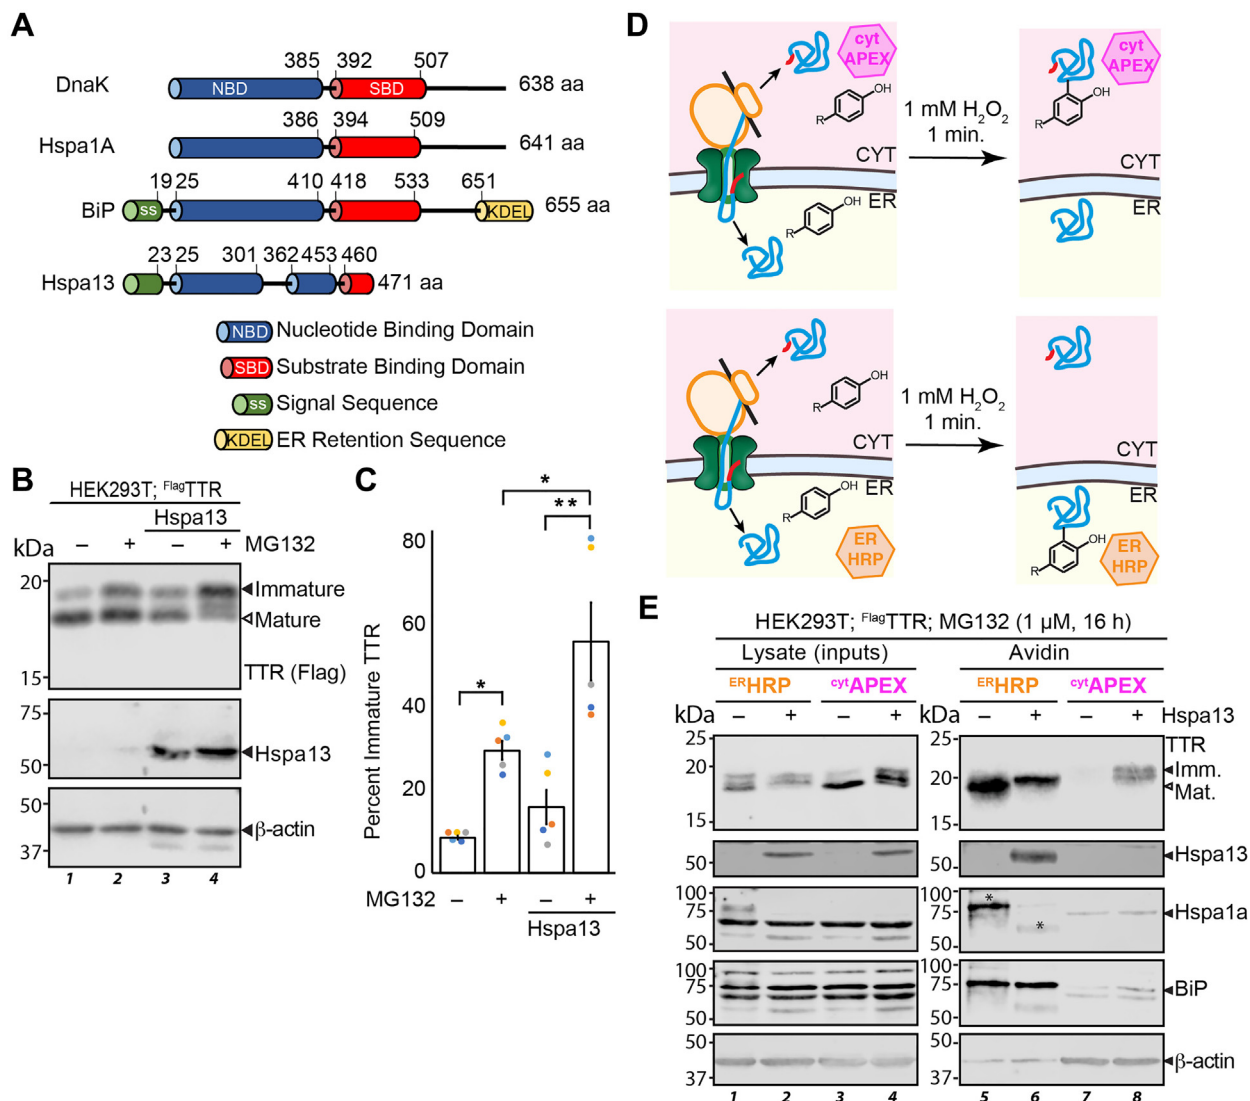 A
385 392 507
DnaK NBD SBD 638 aa
386 394 509
Hspa1A 641 aa
19 25 410 418 533 651
BiP ss KDEL 655 aa
23 25 301 362 453 460
Hspa13 471 aa
NBD Nucleotide Binding Domain
SBD Substrate Binding Domain
ss Signal Sequence
KDEL ER Retention Sequence
B
HEK293T; FlagTTR
Hspa13
kDa – + – + MG132
20
Immature
Mature
15
TTR (Flag)
75
Hspa13
50
50
β-actin
37
1 2 3 4
C
Percent Immature TTR
*
**
*
80
60
40
20
0
MG132 – + – +
Hspa13
D
cyt APEX
OH
R
CYT
ER
OH
R
1 mM H₂O₂
1 min.
cyt APEX
OH
R
CYT
ER
OH
R
CYT
ER
OH
R
ER HRP
1 mM H₂O₂
1 min.
CYT
ER
OH
R
ER HRP
E
HEK293T; FlagTTR; MG132 (1 µM, 16 h)
Lysate (inputs) Avidin
ERHRP cytAPEX ERHRP cytAPEX
kDa – + – + kDa – + – + Hspa13
25 25 TTR
20 20 Imm.
Mat.
15 15
50 50 Hspa13
100 100 *
75 75 Hspa1a
*
50 50
100 100
75 75 BiP
50 50
50 50
β-actin
37 37
1 2 3 4 5 6 7 8